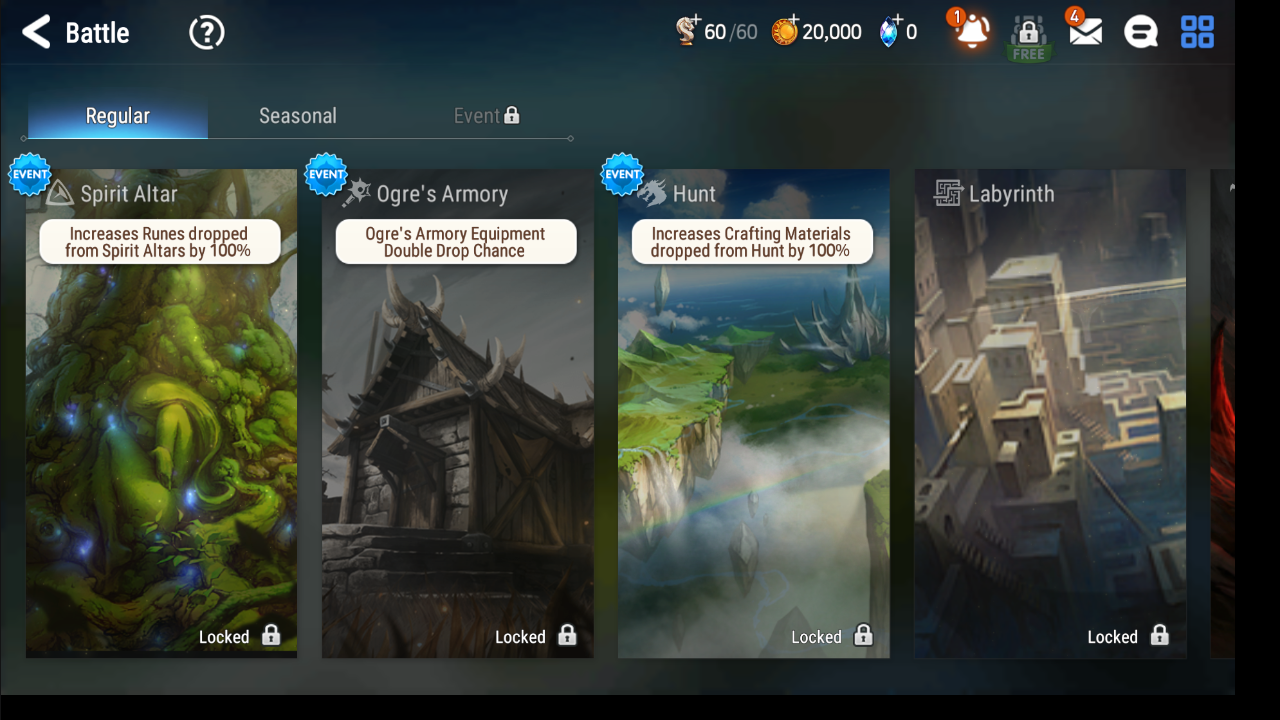 Battle
?
60/60
20,000
0
1
FREE
4
Regular
Seasonal
Event
EVENT
Spirit Altar
Increases Runes dropped
from Spirit Altars by 100%
Locked
EVENT
Ogre's Armory
Ogre's Armory Equipment
Double Drop Chance
Locked
EVENT
Hunt
Increases Crafting Materials
dropped from Hunt by 100%
Locked
Labyrinth
Locked